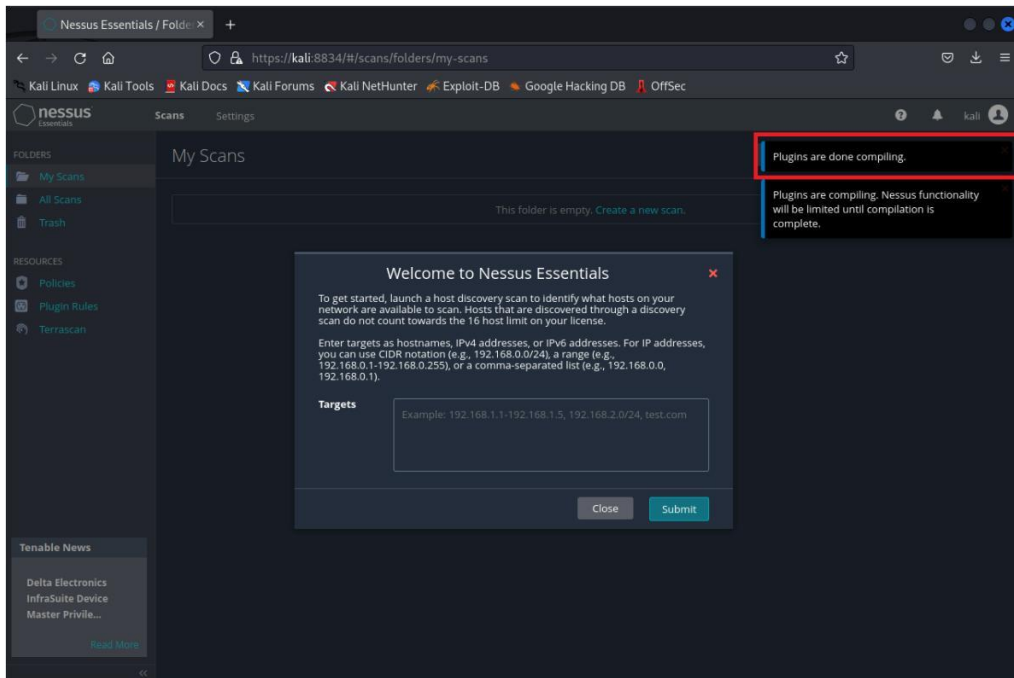 Nessus Essentials / Folde
https://kali:8834/#/scans/folders/my-scans
Kali Linux Kali Tools Kali Docs Kali Forums Kali NetHunter Exploit-DB Google Hacking DB OffSec
nessus
Essentials
Scans Settings
kali
FOLDERS
My Scans
All Scans
Trash
RESOURCES
Policies
Plugin Rules
Terrascan
My Scans
This folder is empty. Create a new scan.
Plugins are done compiling.
Plugins are compiling. Nessus functionality
will be limited until compilation is
complete.
Welcome to Nessus Essentials
To get started, launch a host discovery scan to identify what hosts on your
network are available to scan. Hosts that are discovered through a discovery
scan do not count towards the 16 host limit on your license.
Enter targets as hostnames, IPv4 addresses, or IPv6 addresses. For IP addresses,
you can use CIDR notation (e.g., 192.168.0.0/24), a range (e.g.,
192.168.0.1-192.168.0.255), or a comma-separated list (e.g., 192.168.0.0,
192.168.0.1).
Targets
Example: 192.168.1.1-192.168.1.5, 192.168.2.0/24, test.com
Close Submit
Tenable News
Delta Electronics
InfraSuite Device
Master Privile...
Read More